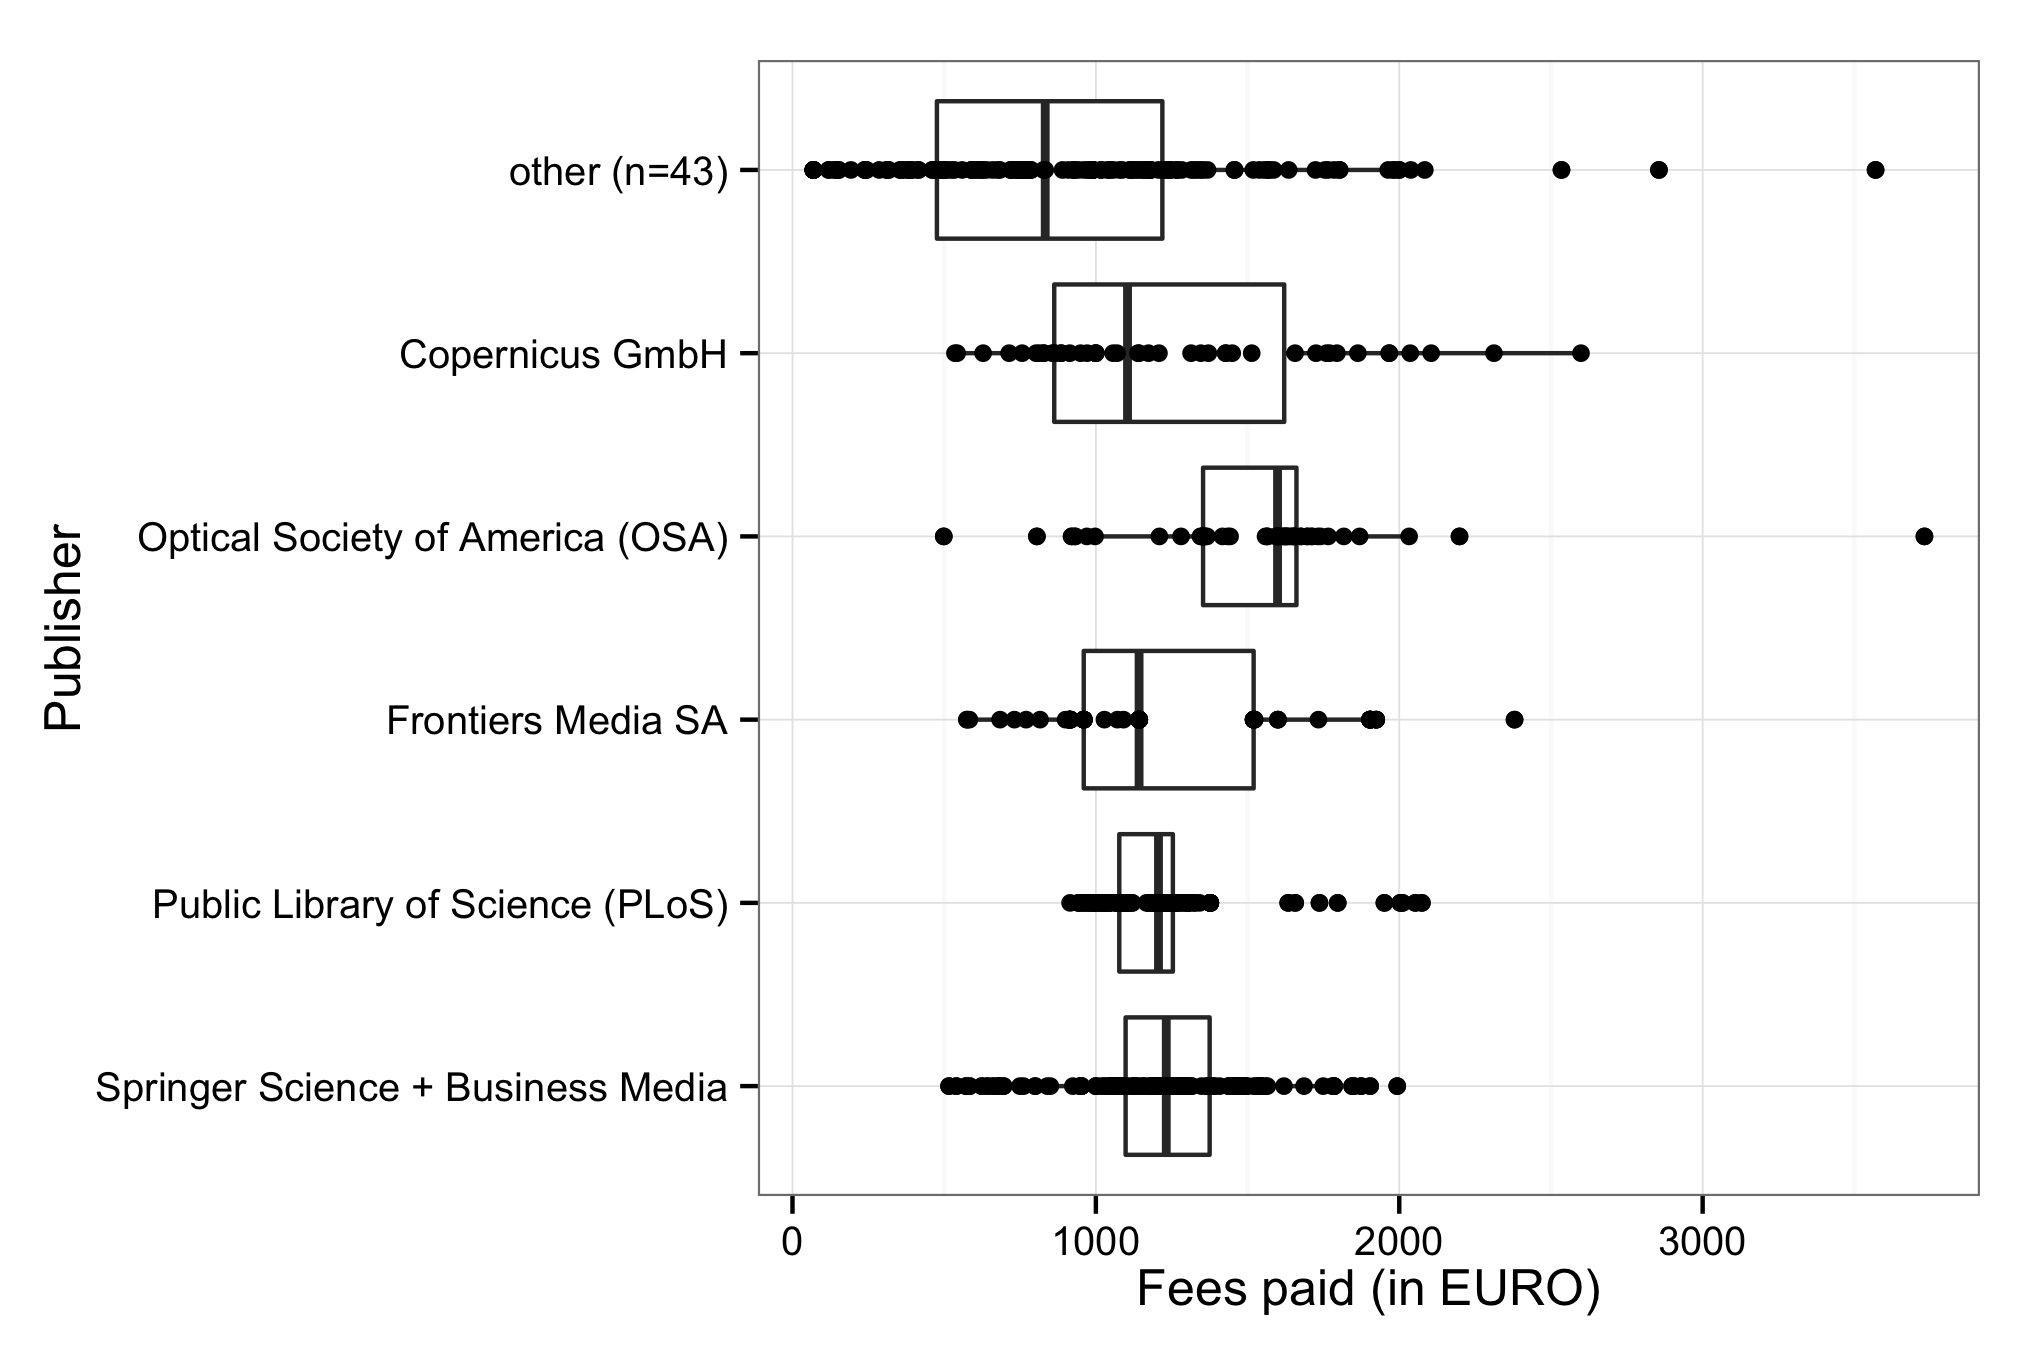 other (n=43)
Copernicus GmbH
Optical Society of America (OSA)
Frontiers Media SA
Public Library of Science (PLoS)
Springer Science + Business Media
Publisher
0 1000 2000 3000
Fees paid (in EURO)